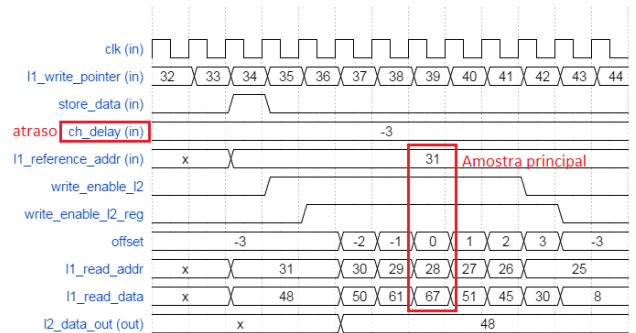 clk (in)
l1_write_pointer (in) 32 33 34 35 36 37 38 39 40 41 42 43 44
store_data (in)
atraso ch_delay (in) -3
l1_reference_addr (in) x 31 Amostra principal
write_enable_l2
write_enable_l2_reg
offset -3 -2 -1 0 1 2 3 -3
l1_read_addr x 31 30 29 28 27 26 25
l1_read_data x 48 50 61 67 51 45 30 8
l2_data_out (out) x 48